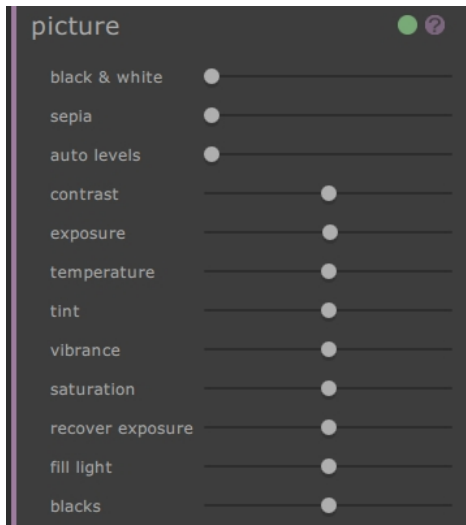 picture
?
black & white
sepia
auto levels
contrast
exposure
temperature
tint
vibrance
saturation
recover exposure
fill light
blacks